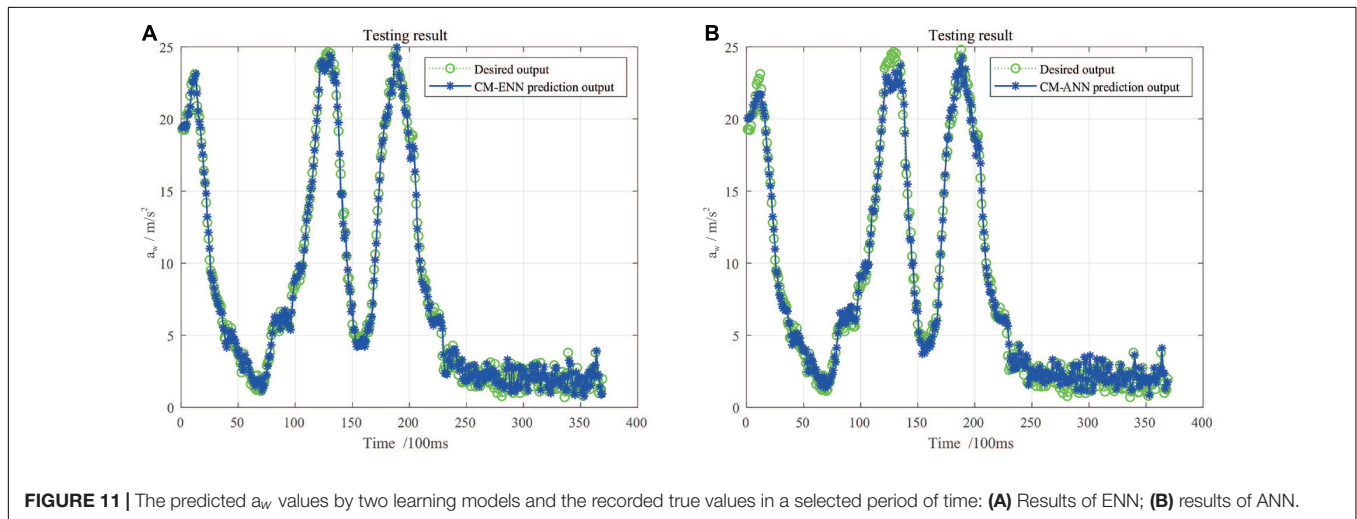 A
Testing result
Desired output
CM-ENN prediction output
25
20
15
10
5
0
a_w / m/s²
0 50 100 150 200 250 300 350 400
Time /100ms
B
Testing result
Desired output
CM-ANN prediction output
25
20
15
10
5
0
a_w / m/s²
0 50 100 150 200 250 300 350 400
Time /100ms
FIGURE 11 | The predicted a_w values by two learning models and the recorded true values in a selected period of time: (A) Results of ENN; (B) results of ANN.